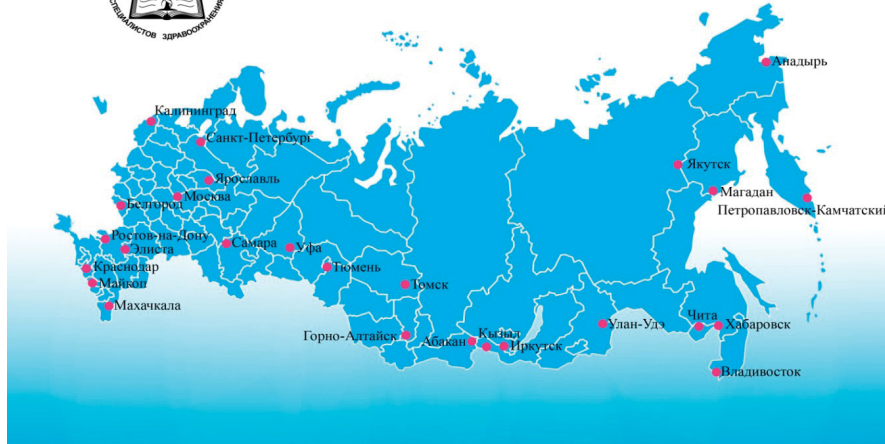 СПЕЦИАЛИСТОВ ЗДРАВООХРАНЕНИЯ
Анадырь
Калининград
Санкт-Петербург
Якутск
Ярославль
Магадан
Москва
Белгород
Петропавловск-Камчатский
Ростов-на-Дону
Самара
Уфа
Элиста
Краснодар
Тюмень
Майкоп
Томск
Махачкала
Чита
Улан-Удэ
Хабаровск
Кызыл
Горно-Алтайск
Абакан
Иркутск
Владивосток